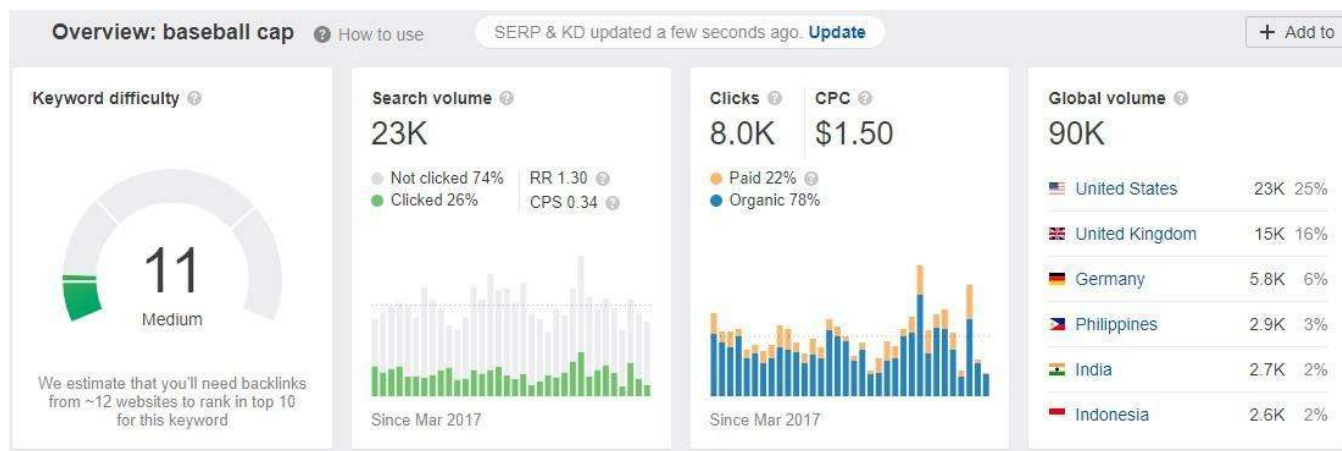 Overview: baseball cap
How to use
SERP & KD updated a few seconds ago. Update
+ Add to
Keyword difficulty
11
Medium
We estimate that you'll need backlinks
from ~12 websites to rank in top 10
for this keyword
Search volume
23K
Not clicked 74%
Clicked 26%
RR 1.30
CPS 0.34
Since Mar 2017
Clicks
8.0K
CPC
$1.50
Paid 22%
Organic 78%
Since Mar 2017
Global volume
90K
United States 23K 25%
United Kingdom 15K 16%
Germany 5.8K 6%
Philippines 2.9K 3%
India 2.7K 2%
Indonesia 2.6K 2%